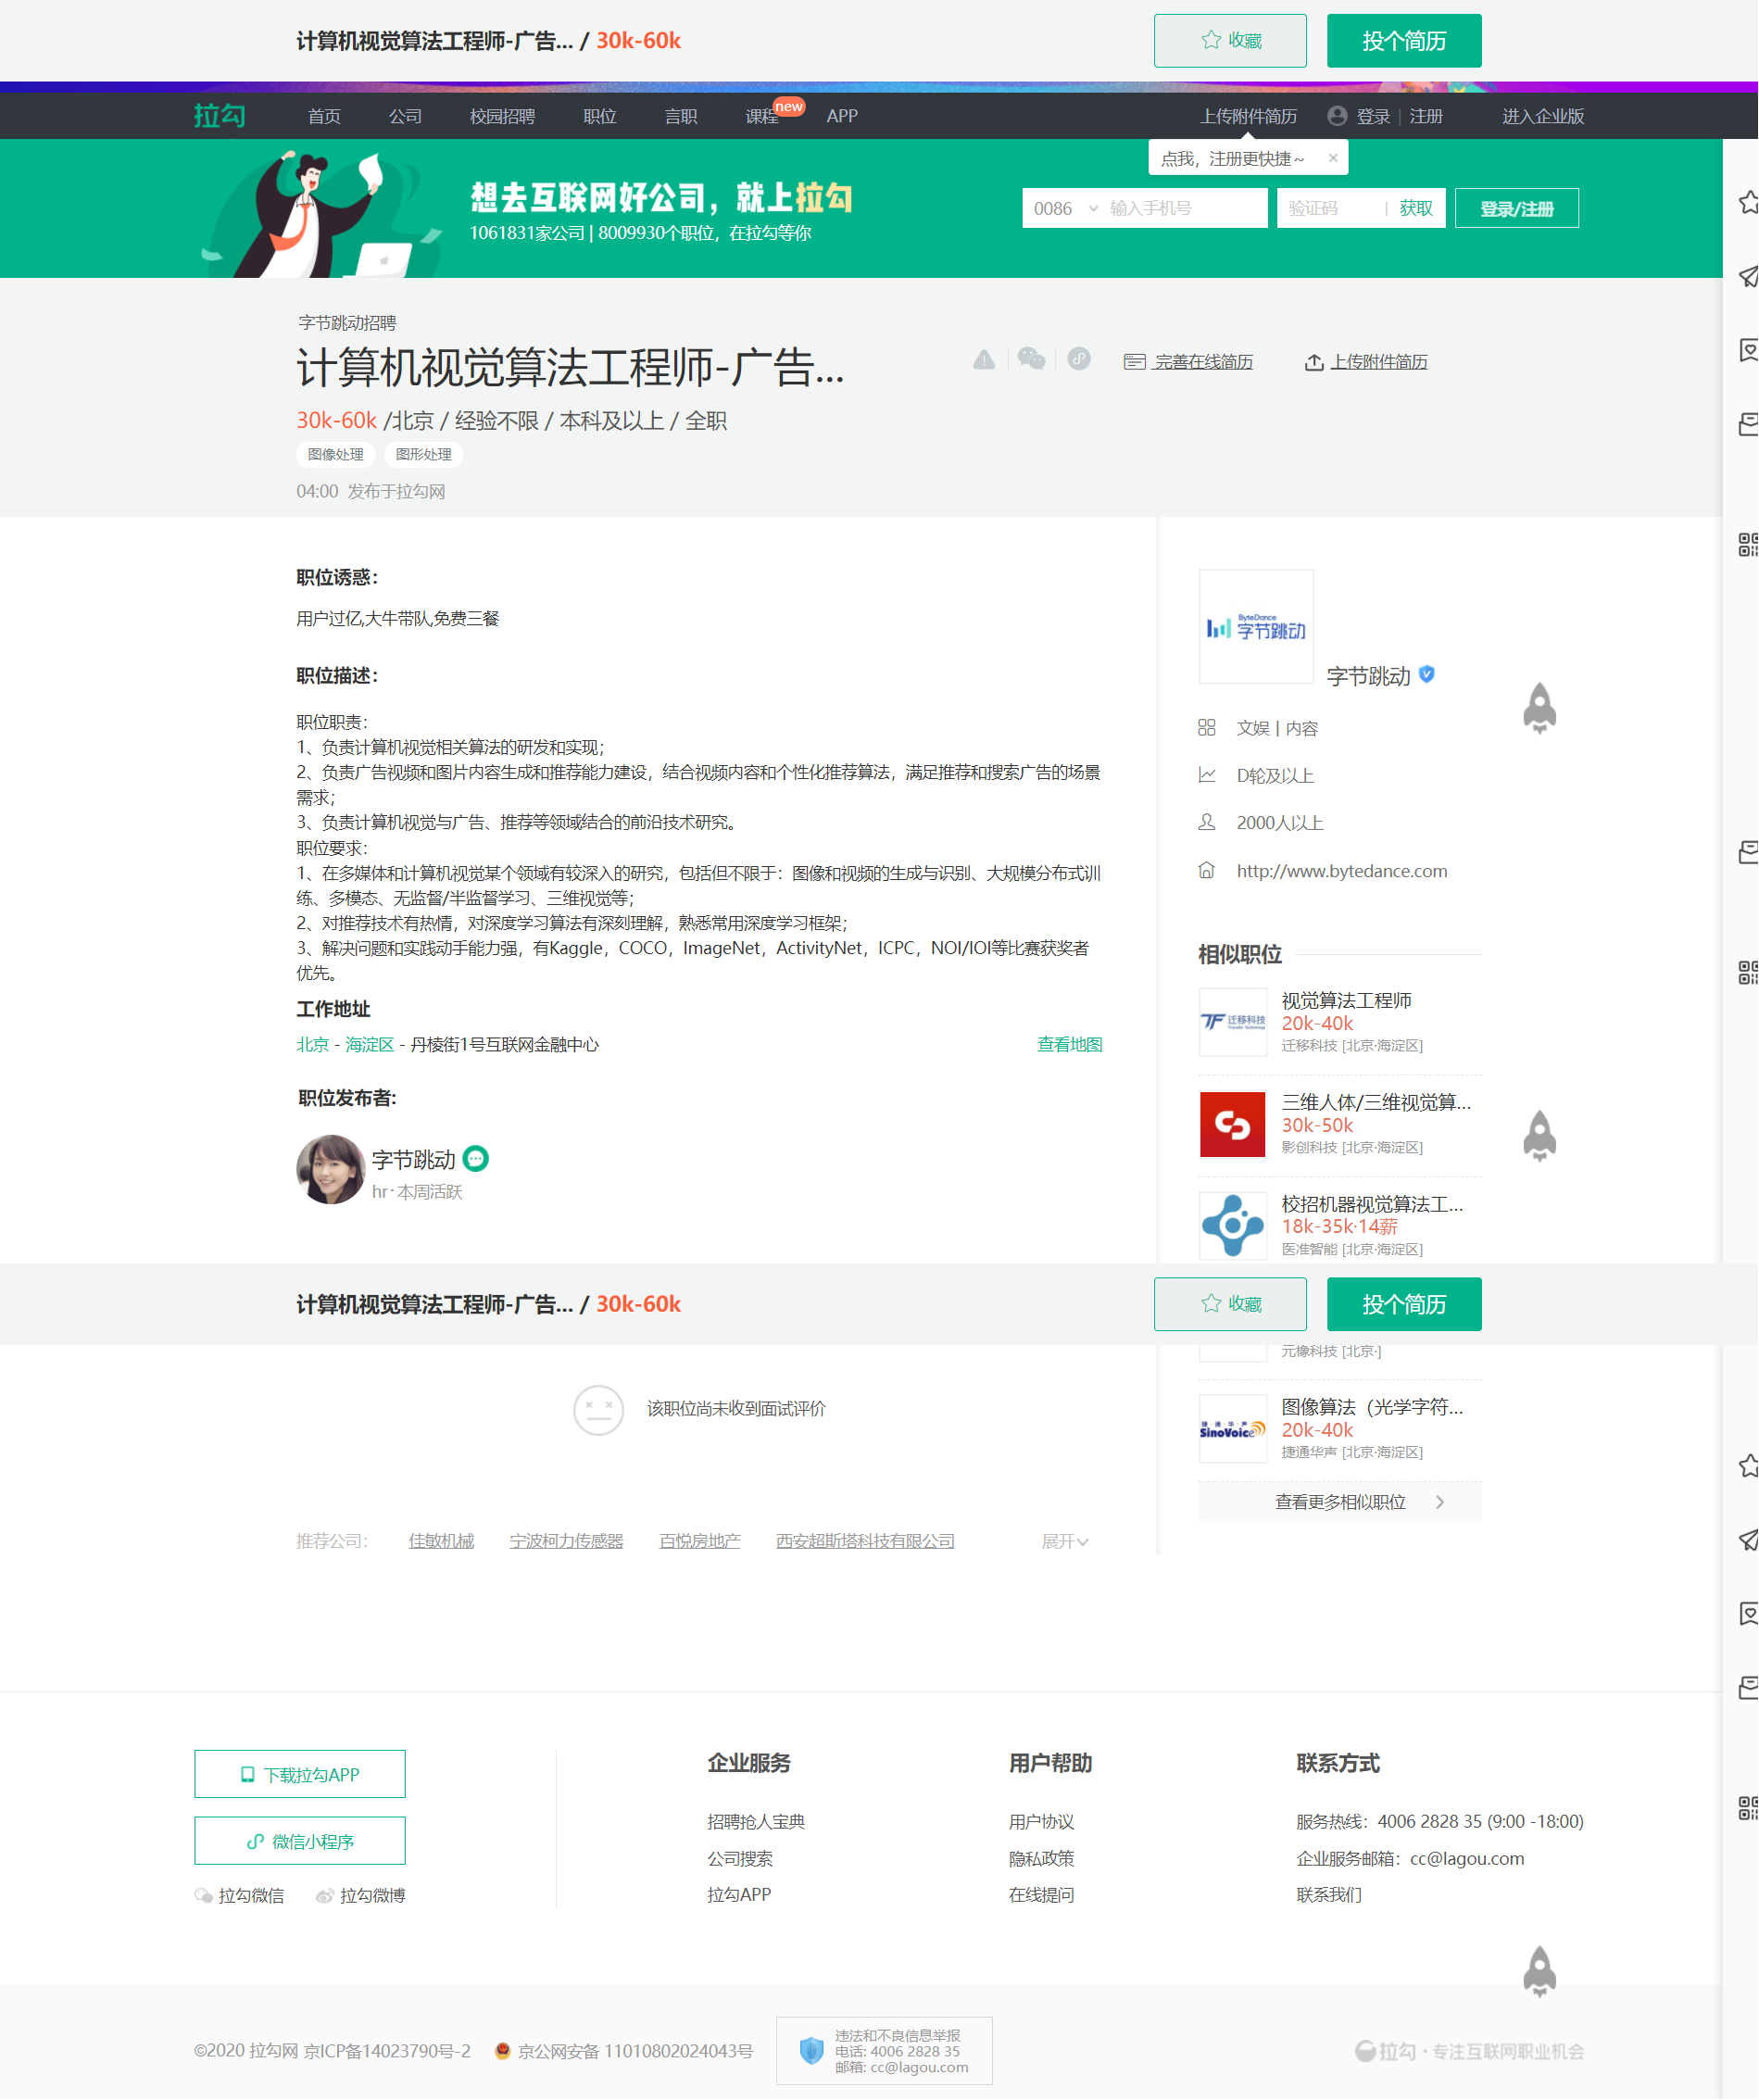 计算机视觉算法工程师-广告... / 30k-60k
收藏
投个简历
拉勾
首页
公司
校园招聘
职位
言职
课程
new
APP
上传附件简历
登录 | 注册
进入企业版
点我，注册更快捷~ ×
想去互联网好公司，就上拉勾
1061831家公司 | 8009930个职位，在拉勾等你
0086
输入手机号
验证码
| 获取
登录/注册
字节跳动招聘
计算机视觉算法工程师-广告...
完善在线简历
上传附件简历
30k-60k /北京 / 经验不限 / 本科及以上 / 全职
图像处理
图形处理
04:00 发布于拉勾网
职位诱惑：
用户过亿,大牛带队,免费三餐
职位描述：
职位职责：
1、负责计算机视觉相关算法的研发和实现；
2、负责广告视频和图片内容生成和推荐能力建设，结合视频内容和个性化推荐算法，满足推荐和搜索广告的场景
需求；
3、负责计算机视觉与广告、推荐等领域结合的前沿技术研究。
职位要求：
1、在多媒体和计算机视觉某个领域有较深入的研究，包括但不限于：图像和视频的生成与识别、大规模分布式训
练、多模态、无监督/半监督学习、三维视觉等；
2、对推荐技术有热情，对深度学习算法有深刻理解，熟悉常用深度学习框架；
3、解决问题和实践动手能力强，有Kaggle，COCO，ImageNet，ActivityNet，ICPC，NOI/IOI等比赛获奖者
优先。
工作地址
北京 - 海淀区 - 丹棱街1号互联网金融中心
查看地图
职位发布者:
字节跳动
hr·本周活跃
ByteDance
字节跳动
字节跳动
文娱丨内容
D轮及以上
2000人以上
http://www.bytedance.com
相似职位
迁移科技
视觉算法工程师
20k-40k
迁移科技 [北京·海淀区]
三维人体/三维视觉算...
30k-50k
影创科技 [北京·海淀区]
校招机器视觉算法工...
18k-35k·14薪
医准智能 [北京·海淀区]
计算机视觉算法工程师-广告... / 30k-60k
收藏
投个简历
元橡科技 [北京·]
该职位尚未收到面试评价
捷·通·华·声
SinoVoice
图像算法（光学字符...
20k-40k
捷通华声 [北京·海淀区]
查看更多相似职位
推荐公司：
佳敏机械
宁波柯力传感器
百悦房地产
西安超斯塔科技有限公司
展开
下载拉勾APP
微信小程序
拉勾微信
拉勾微博
企业服务
招聘抢人宝典
公司搜索
拉勾APP
用户帮助
用户协议
隐私政策
在线提问
联系方式
服务热线：4006 2828 35 (9:00 -18:00)
企业服务邮箱：cc@lagou.com
联系我们
©2020 拉勾网 京ICP备14023790号-2
京公网安备 11010802024043号
违法和不良信息举报
电话: 4006 2828 35
邮箱: cc@lagou.com
拉勾·专注互联网职业机会